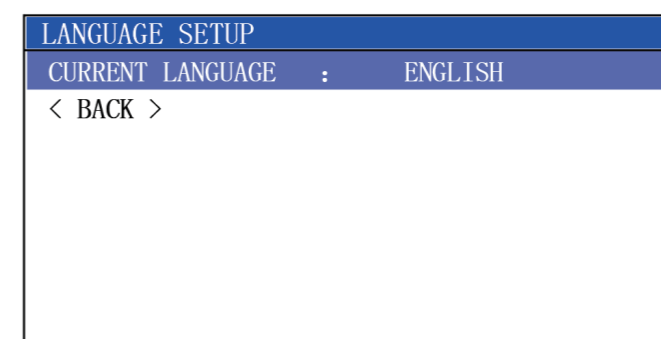 LANGUAGE SETUP
CURRENT LANGUAGE : ENGLISH
< BACK >